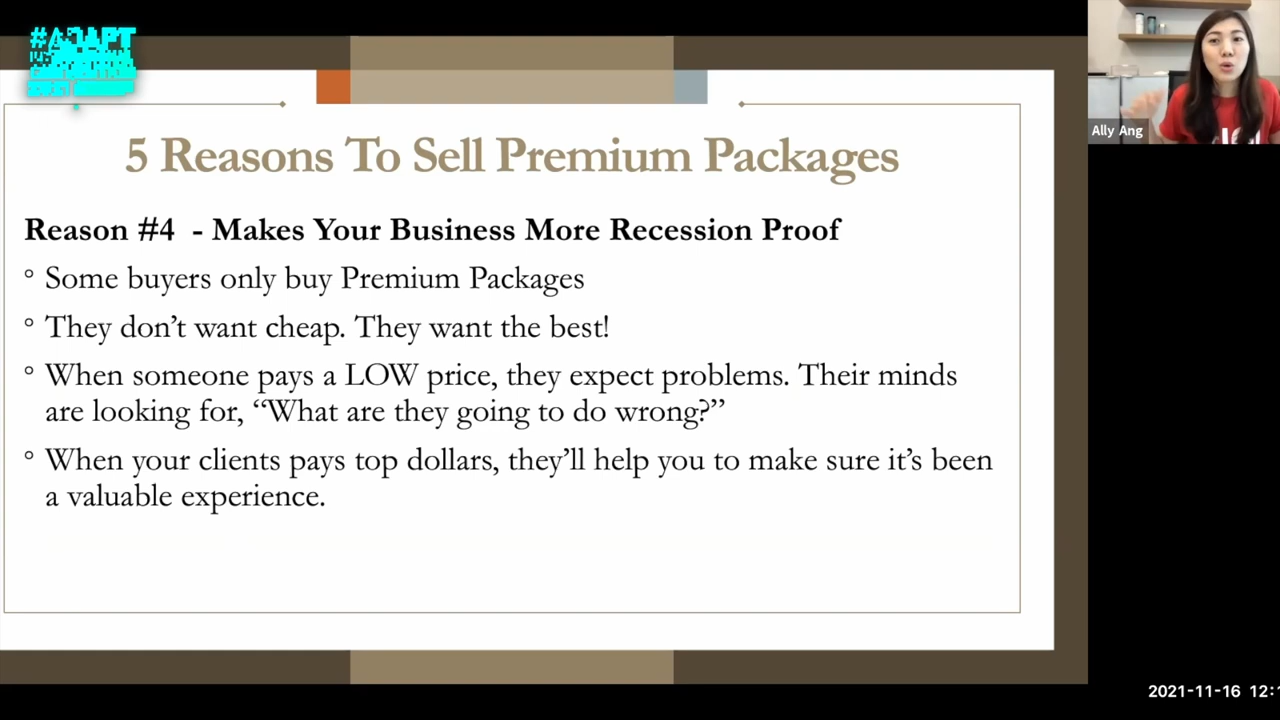 #ADAPT
5 Reasons To Sell Premium Packages
Reason #4 - Makes Your Business More Recession Proof
° Some buyers only buy Premium Packages
° They don’t want cheap. They want the best!
° When someone pays a LOW price, they expect problems. Their minds
are looking for, “What are they going to do wrong?”
° When your clients pays top dollars, they’ll help you to make sure it’s been
a valuable experience.
Ally Ang
2021-11-16 12:1